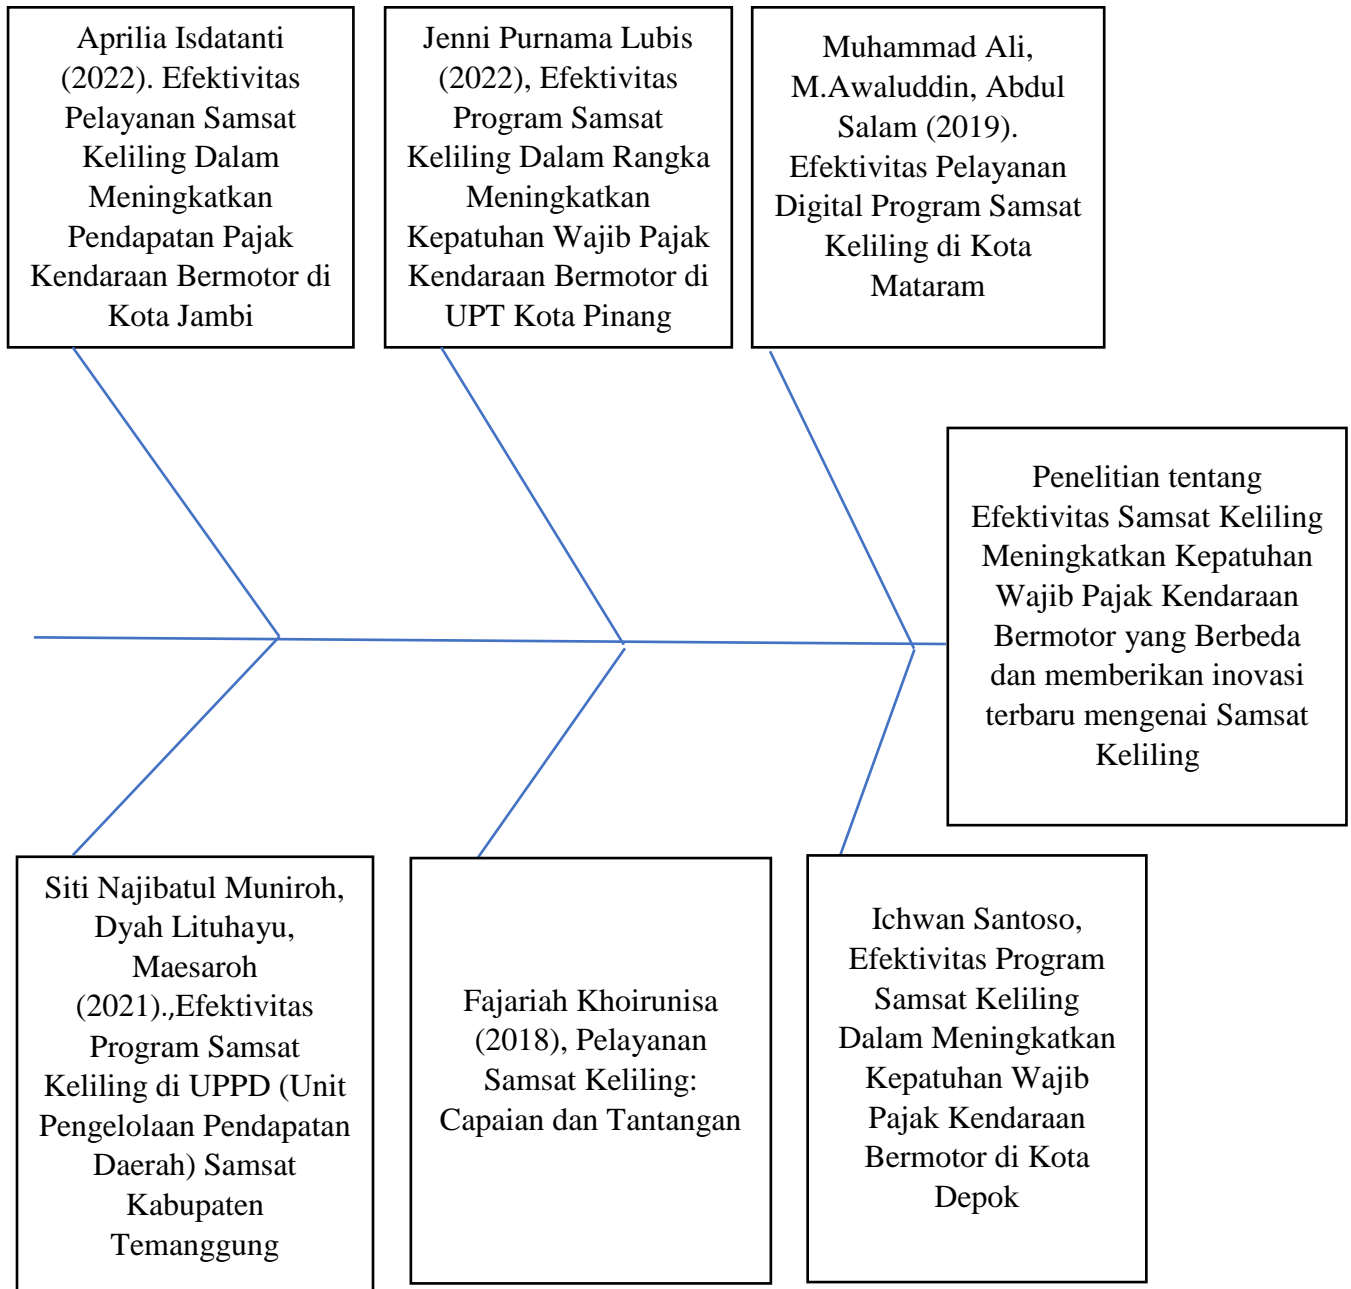 Aprilia Isdatanti
(2022). Efektivitas
Pelayanan Samsat
Keliling Dalam
Meningkatkan
Pendapatan Pajak
Kendaraan Bermotor di
Kota Jambi
Jenni Purnama Lubis
(2022), Efektivitas
Program Samsat
Keliling Dalam Rangka
Meningkatkan
Kepatuhan Wajib Pajak
Kendaraan Bermotor di
UPT Kota Pinang
Muhammad Ali,
M.Awaluddin, Abdul
Salam (2019).
Efektivitas Pelayanan
Digital Program Samsat
Keliling di Kota
Mataram
Penelitian tentang
Efektivitas Samsat Keliling
Meningkatkan Kepatuhan
Wajib Pajak Kendaraan
Bermotor yang Berbeda
dan memberikan inovasi
terbaru mengenai Samsat
Keliling
Siti Najibatul Muniroh,
Dyah Lituhayu,
Maesaroh
(2021).,Efektivitas
Program Samsat
Keliling di UPPD (Unit
Pengelolaan Pendapatan
Daerah) Samsat
Kabupaten
Temanggung
Fajariah Khoirunisa
(2018), Pelayanan
Samsat Keliling:
Capaian dan Tantangan
Ichwan Santoso,
Efektivitas Program
Samsat Keliling
Dalam Meningkatkan
Kepatuhan Wajib
Pajak Kendaraan
Bermotor di Kota
Depok